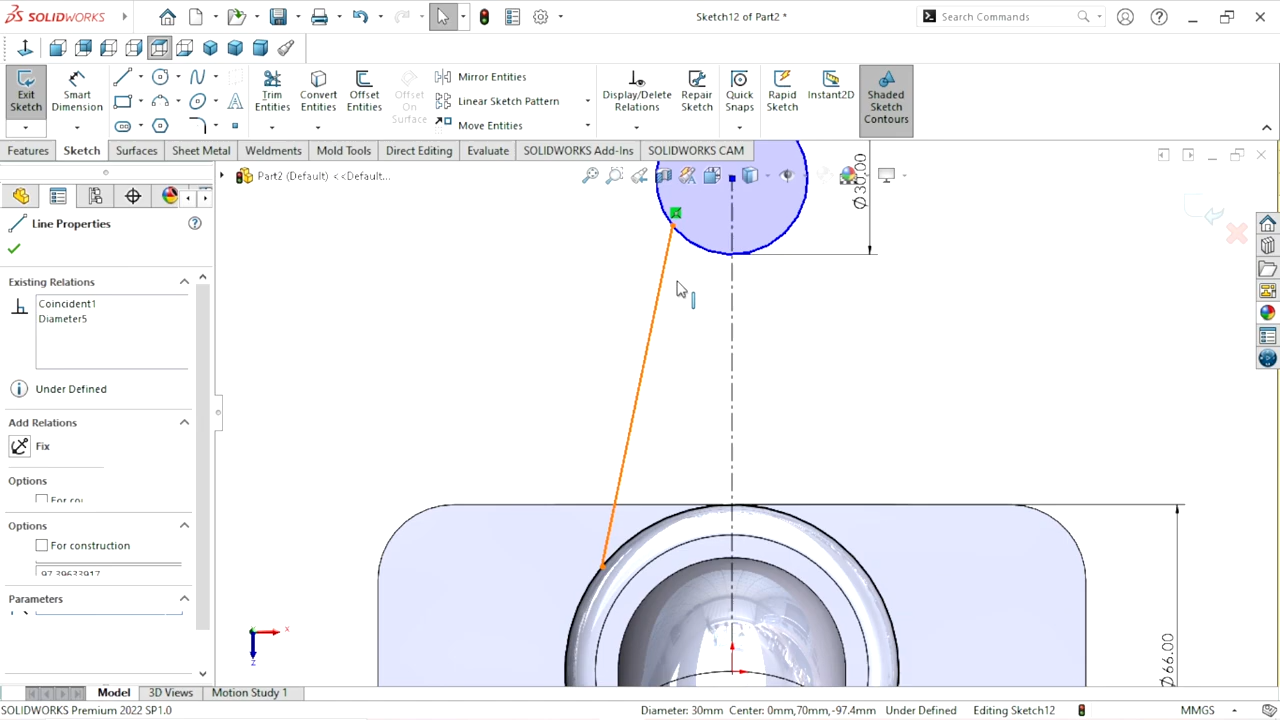 SOLIDWORKS
Sketch12 of Part2 *
Search Commands
Exit Sketch
Smart Dimension
Trim Entities
Convert Entities
Offset Entities
Offset On Surface
Mirror Entities
Linear Sketch Pattern
Move Entities
Display/Delete Relations
Repair Sketch
Quick Snaps
Rapid Sketch
Instant2D
Shaded Sketch Contours
Features
Sketch
Surfaces
Sheet Metal
Weldments
Mold Tools
Direct Editing
Evaluate
SOLIDWORKS Add-Ins
SOLIDWORKS CAM
Part2 (Default) <<Default...
Line Properties
Existing Relations
Coincident1
Diameter5
Under Defined
Add Relations
Fix
Options
Options
For construction
97.39633917
Parameters
Ø30.00
Ø66.00
X
Z
Model
3D Views
Motion Study 1
SOLIDWORKS Premium 2022 SP1.0
Diameter: 30mm Center: 0mm,70mm,-97.4mm Under Defined
Editing Sketch12
MMGS